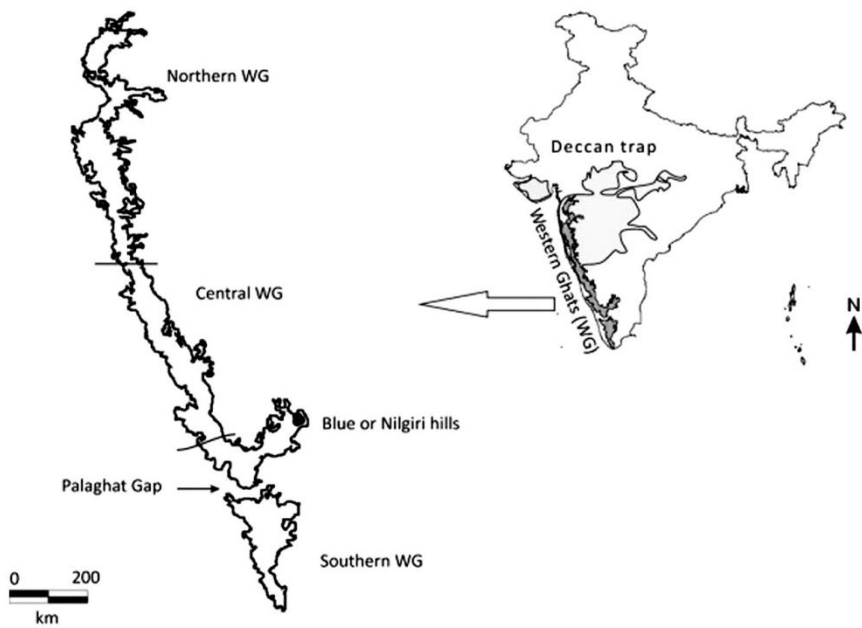 Northern WG
Central WG
Blue or Nilgiri hills
Palaghat Gap
Southern WG
0 200
km
Deccan trap
Western Ghats (WG)
N